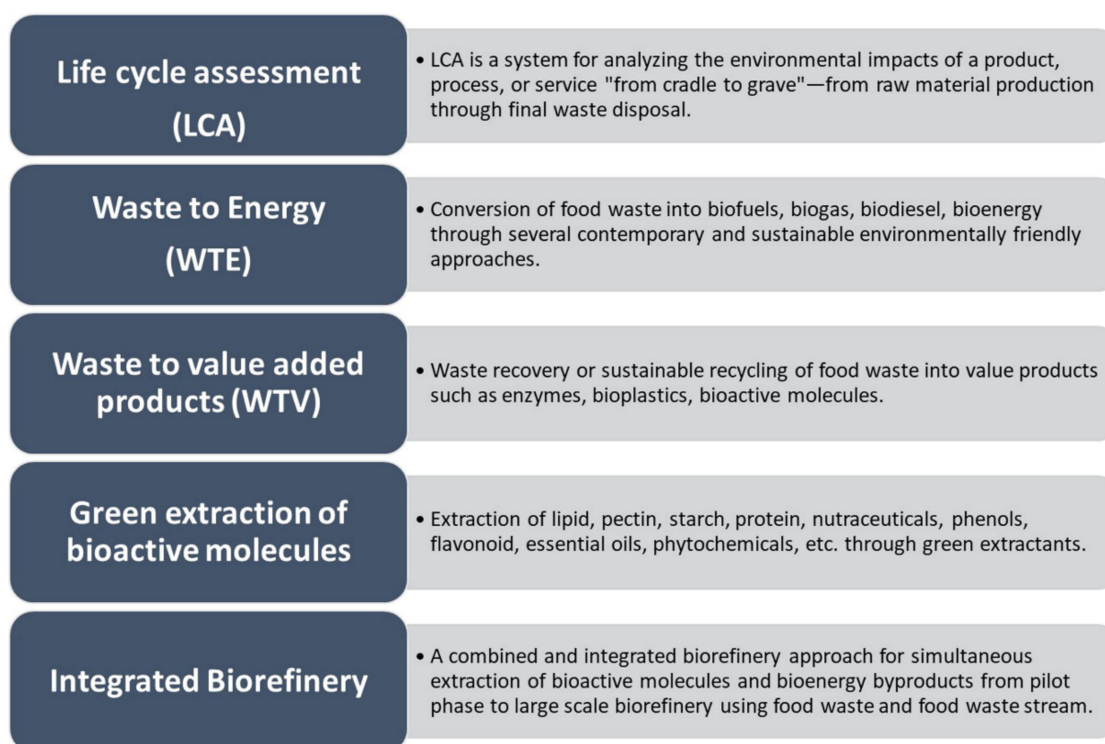 Life cycle assessment
(LCA)
• LCA is a system for analyzing the environmental impacts of a product,
process, or service "from cradle to grave"—from raw material production
through final waste disposal.
Waste to Energy
(WTE)
• Conversion of food waste into biofuels, biogas, biodiesel, bioenergy
through several contemporary and sustainable environmentally friendly
approaches.
Waste to value added
products (WTV)
• Waste recovery or sustainable recycling of food waste into value products
such as enzymes, bioplastics, bioactive molecules.
Green extraction of
bioactive molecules
• Extraction of lipid, pectin, starch, protein, nutraceuticals, phenols,
flavonoid, essential oils, phytochemicals, etc. through green extractants.
Integrated Biorefinery
• A combined and integrated biorefinery approach for simultaneous
extraction of bioactive molecules and bioenergy byproducts from pilot
phase to large scale biorefinery using food waste and food waste stream.